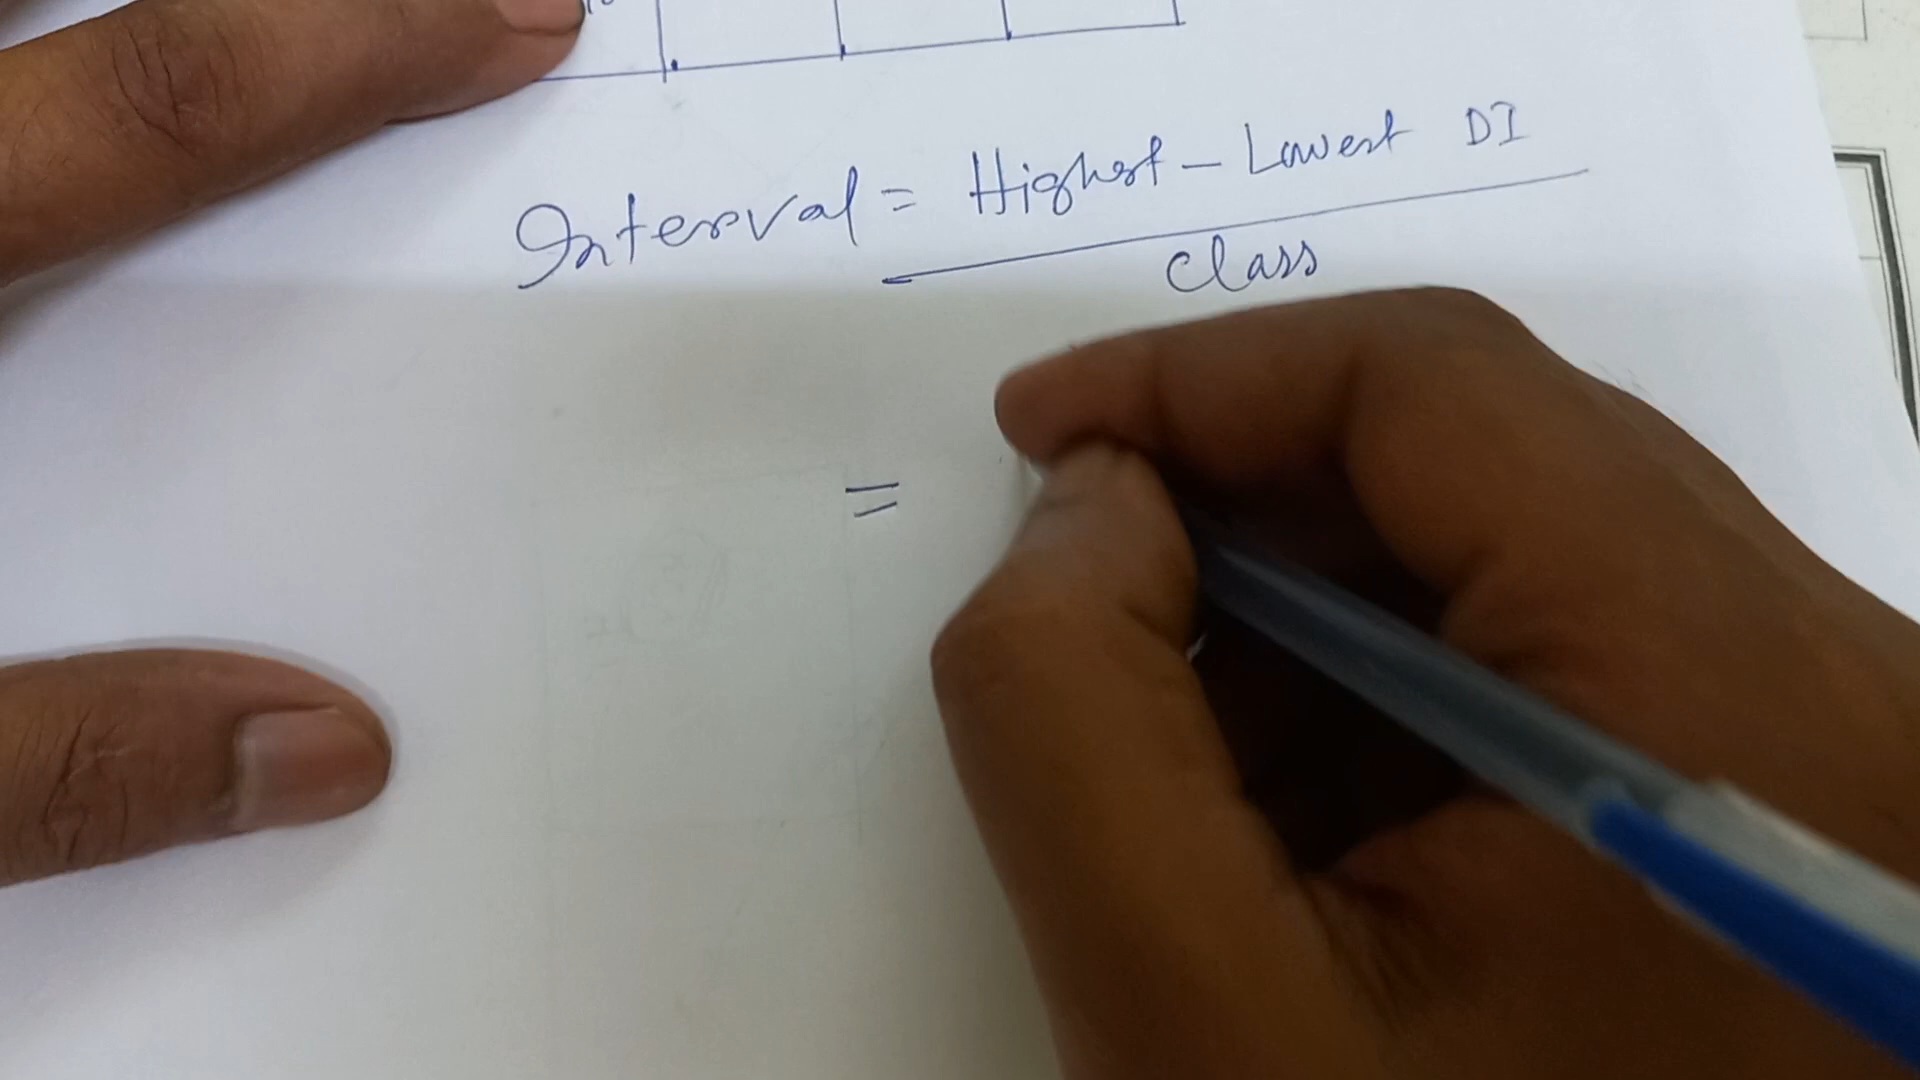 Interval = Highest - Lowest DI
Class
=